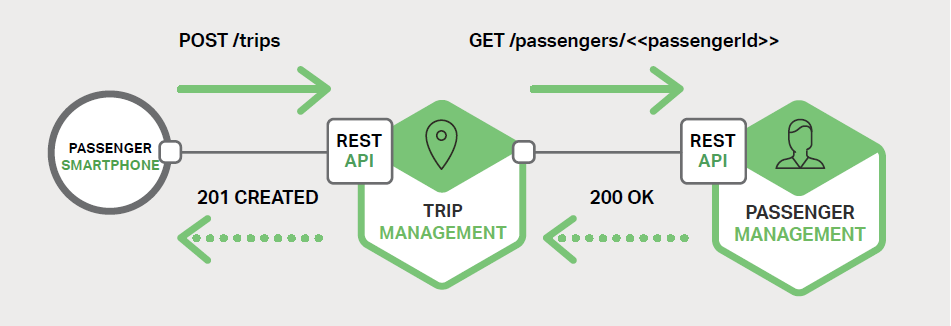 POST /trips
GET /passengers/<<passengerId>>
PASSENGER
SMARTPHONE
REST
API
REST
API
201 CREATED
200 OK
TRIP
MANAGEMENT
PASSENGER
MANAGEMENT